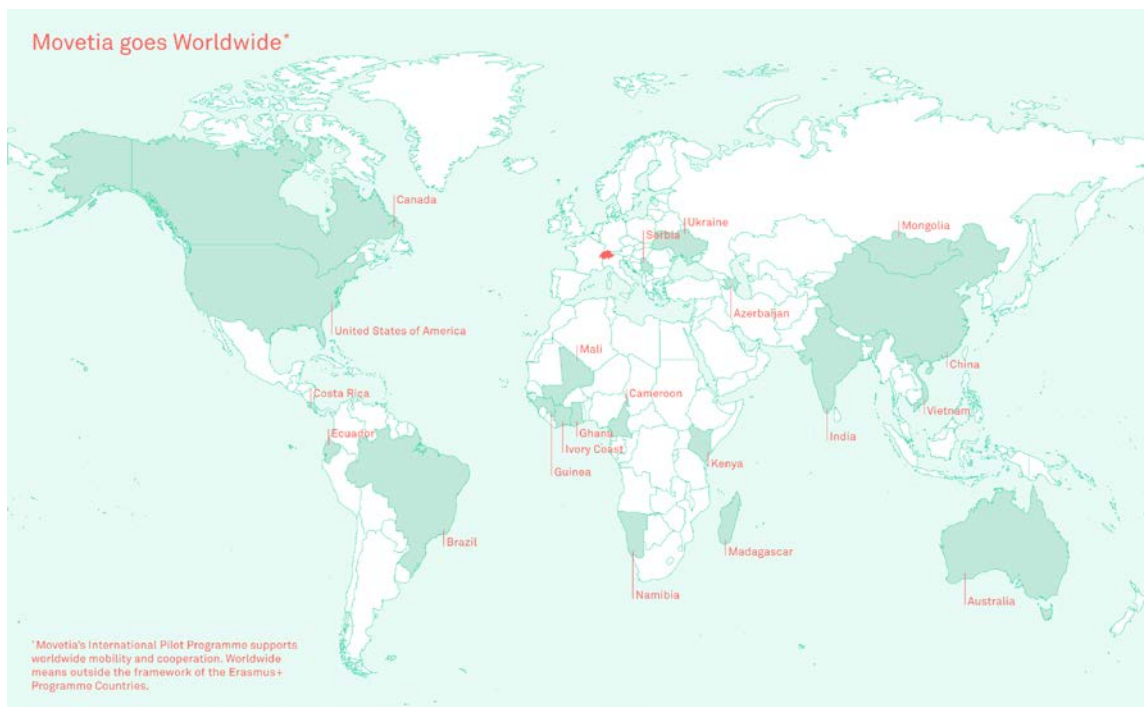 Movetia goes Worldwide*
Canada
Ukraine
Serbia
Mongolia
Azerbaijan
United States of America
Mali
China
Costa Rica
Cameroon
Vietnam
Ecuador
Ghana
India
Ivory Coast
Kenya
Guinea
Brazil
Madagascar
Namibia
Australia
*Movetia's International Pilot Programme supports
worldwide mobility and cooperation. Worldwide
means outside the framework of the Erasmus+
Programme Countries.